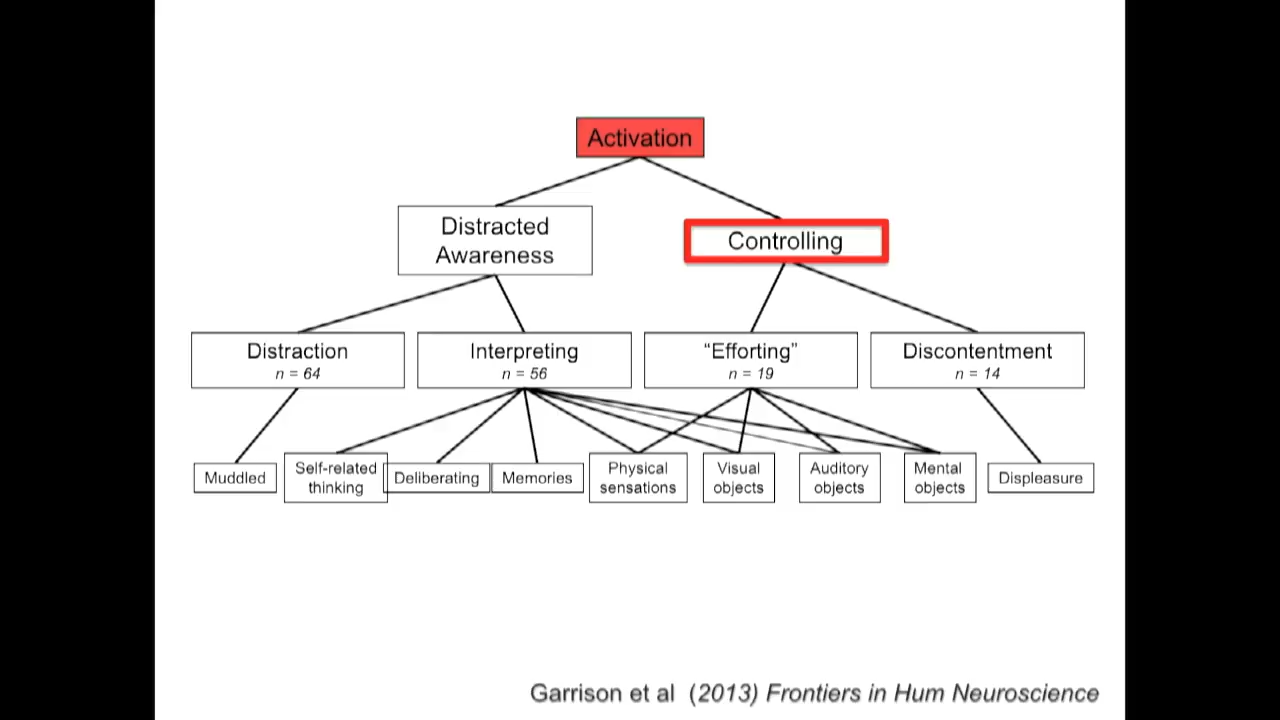 Activation
Distracted
Awareness
Controlling
Distraction
n = 64
Interpreting
n = 56
“Efforting”
n = 19
Discontentment
n = 14
Muddled
Self-related
thinking
Deliberating
Memories
Physical
sensations
Visual
objects
Auditory
objects
Mental
objects
Displeasure
Garrison et al (2013) Frontiers in Hum Neuroscience